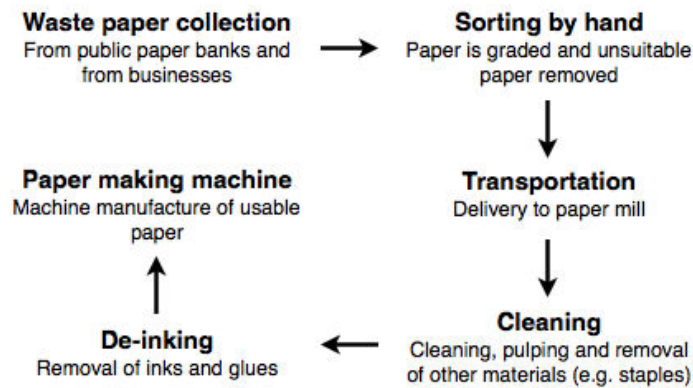 Waste paper collection
From public paper banks and
from businesses
Sorting by hand
Paper is graded and unsuitable
paper removed
Transportation
Delivery to paper mill
Cleaning
Cleaning, pulping and removal
of other materials (e.g. staples)
De-inking
Removal of inks and glues
Paper making machine
Machine manufacture of usable
paper